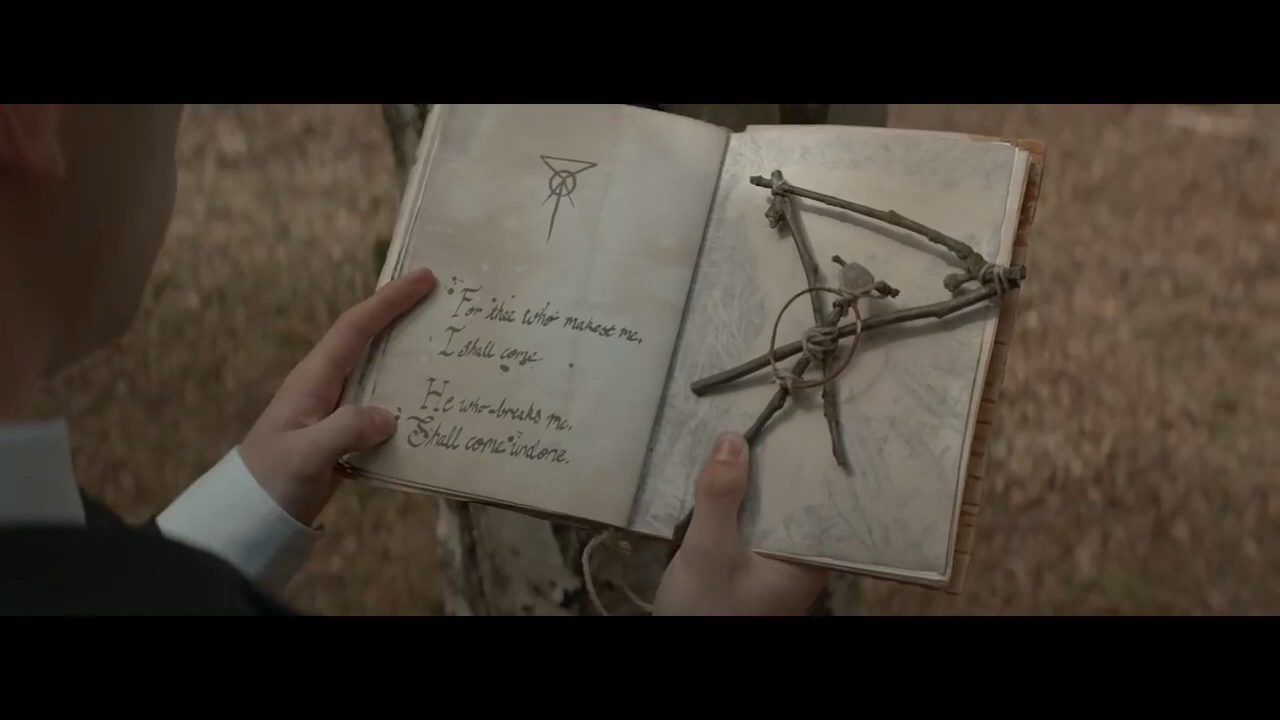 For thee who makest me,
I shall come.
He who breaks me,
Shall come undone.